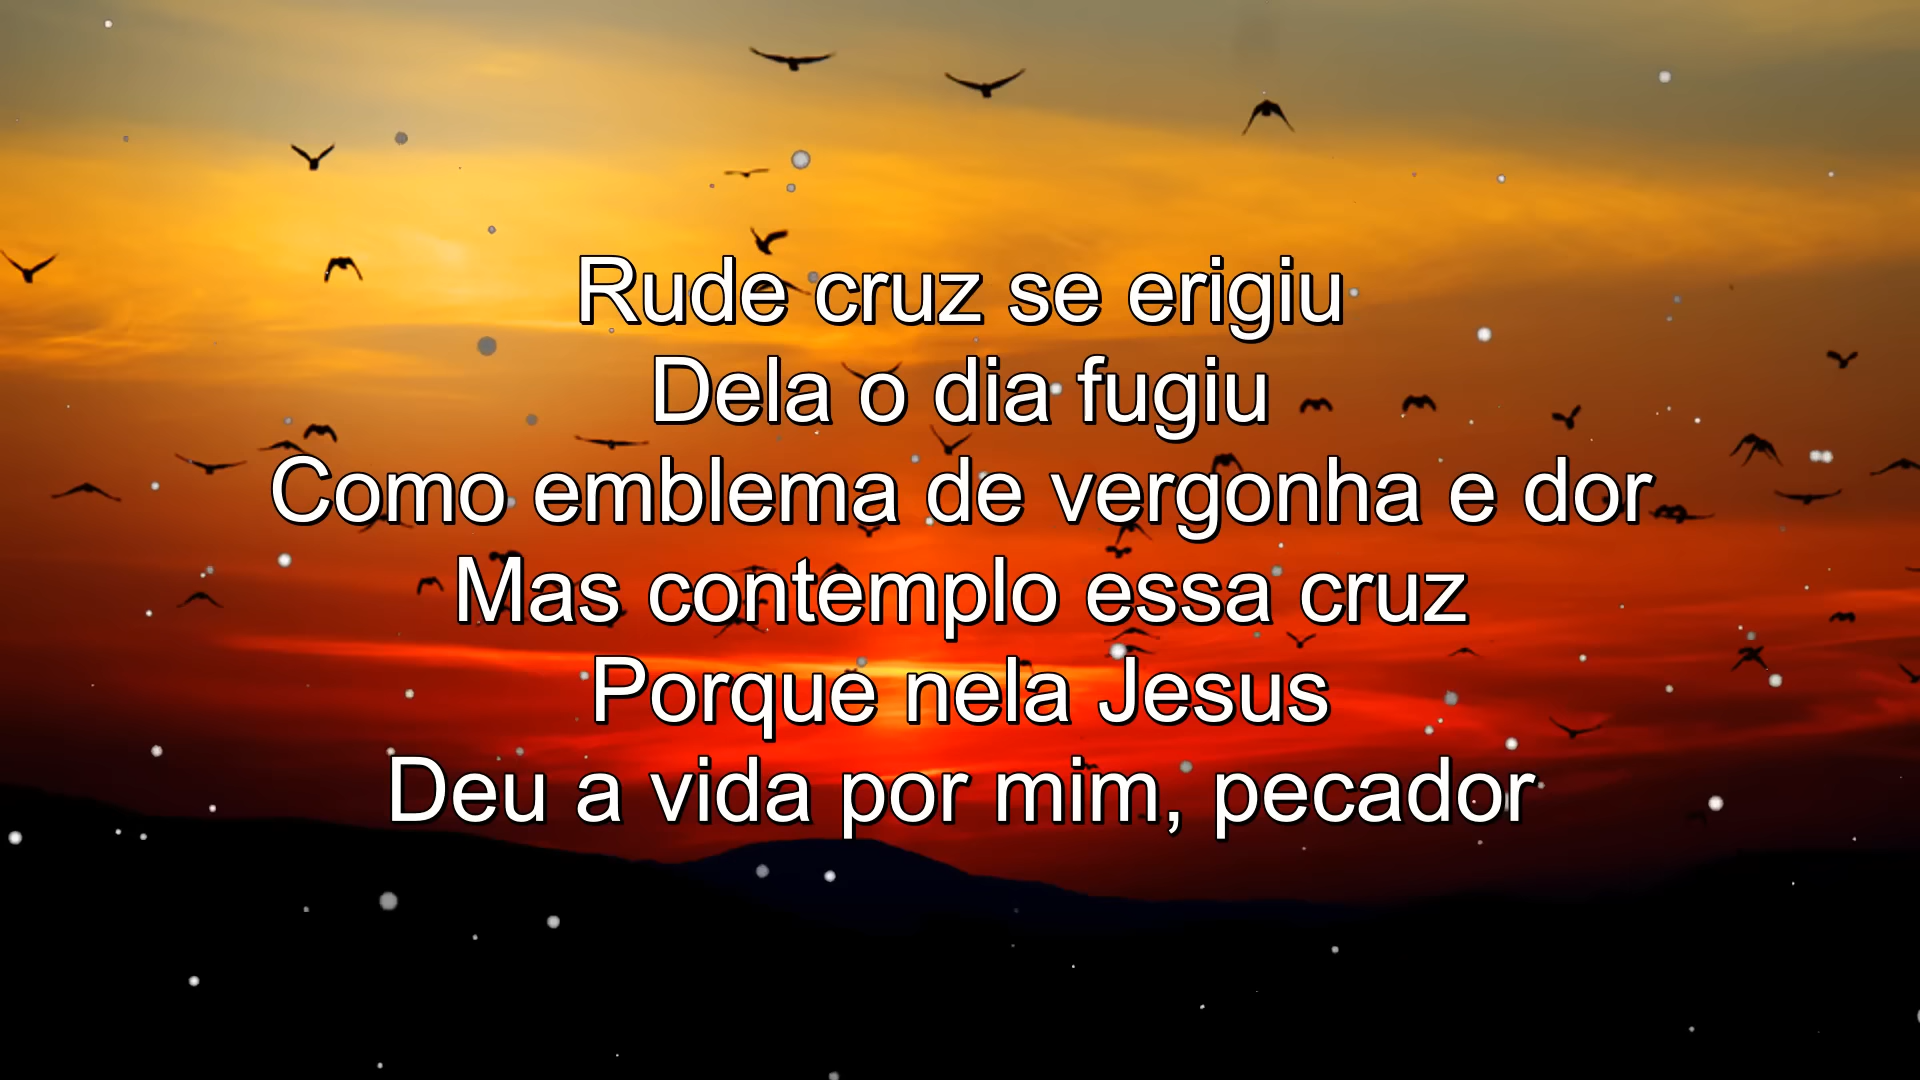 Rude cruz se erigiu
Dela o dia fugiu
Como emblema de vergonha e dor
Mas contemplo essa cruz
Porque nela Jesus
Deu a vida por mim, pecador